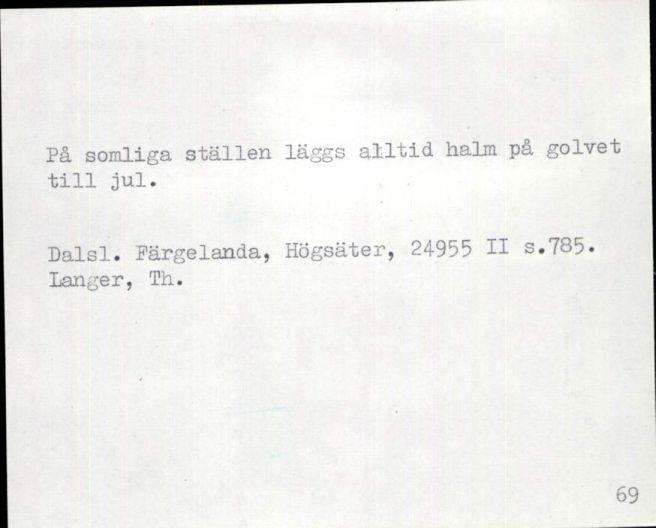 På somliga ställen läggs alltid halm på golvet
till jul.
Dalsl. Färgelanda, Högsäter, 24955 II s.785.
Langer, Th.
69